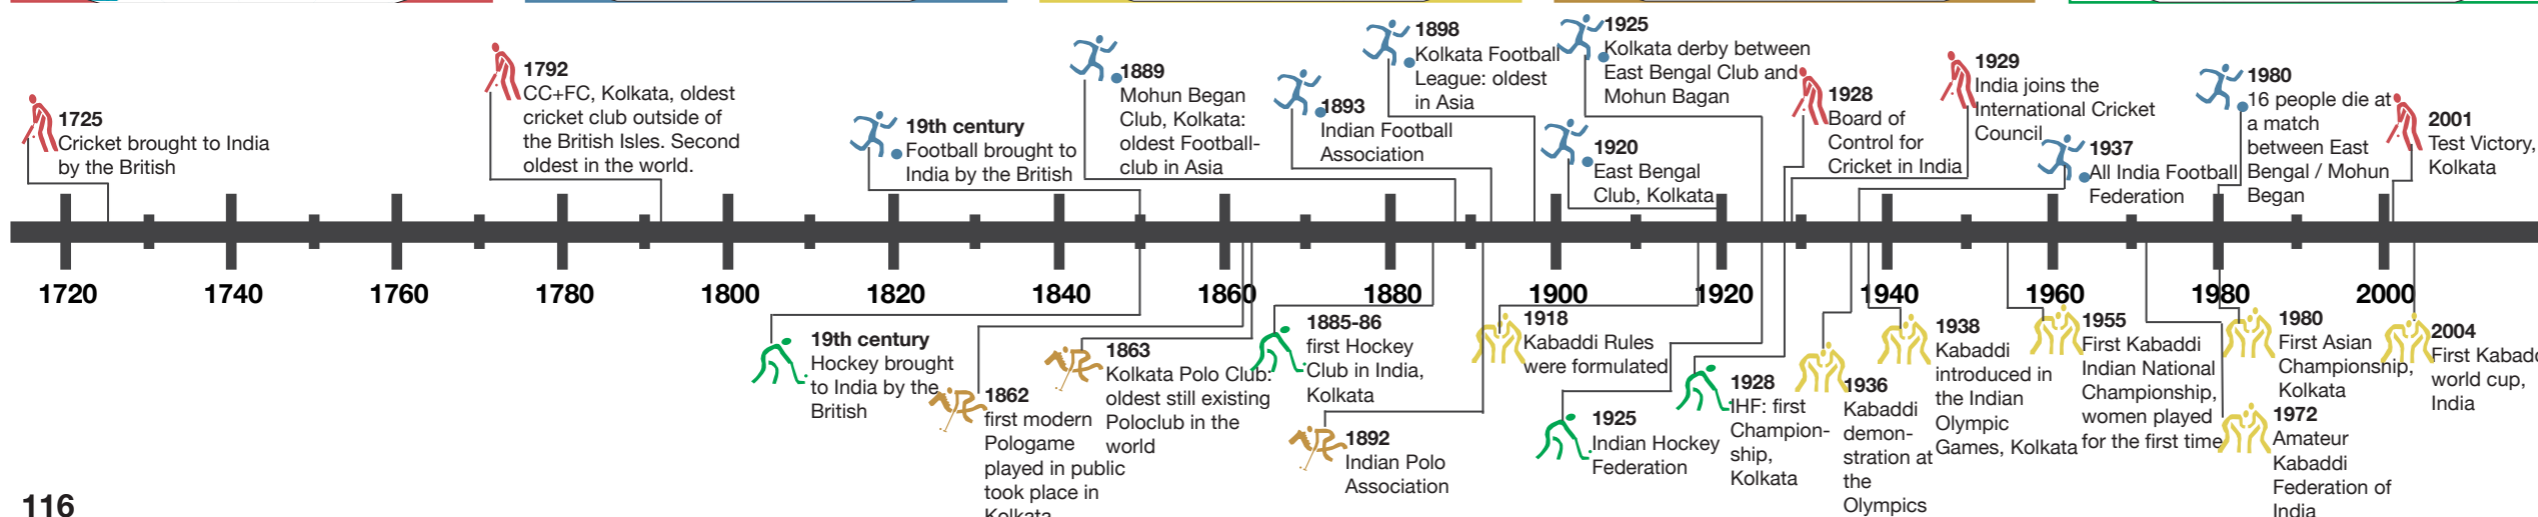 1725
Cricket brought to India
by the British
1792
CC+FC, Kolkata, oldest
cricket club outside of
the British Isles. Second
oldest in the world.
19th century
Football brought to
India by the British
1889
Mohun Began
Club, Kolkata:
oldest Football-
club in Asia
1893
Indian Football
Association
1898
Kolkata Football
League: oldest
in Asia
1925
Kolkata derby between
East Bengal Club and
Mohun Bagan
1920
East Bengal
Club, Kolkata
1928
Board of
Control for
Cricket in India
1929
India joins the
International Cricket
Council
1937
All India Football
Federation
1980
16 people die at
a match
between East
Bengal / Mohun
Began
2001
Test Victory,
Kolkata
1720 1740 1760 1780 1800 1820 1840 1860 1880 1900 1920 1940 1960 1980 2000
19th century
Hockey brought
to India by the
British
1862
first modern
Pologame
played in public
took place in
Kolkata
1863
Kolkata Polo Club:
oldest still existing
Poloclub in the
world
1885-86
first Hockey
Club in India,
Kolkata
1892
Indian Polo
Association
1918
Kabaddi Rules
were formulated
1925
Indian Hockey
Federation
1928
IHF: first
Champion-
ship,
Kolkata
1936
Kabaddi
demon-
stration at
the
Olympics
1938
Kabaddi
introduced in
the Indian
Olympic
Games, Kolkata
1955
First Kabaddi
Indian National
Championship,
women played
for the first time
1980
First Asian
Championship,
Kolkata
1972
Amateur
Kabaddi
Federation of
India
2004
First Kabadd
world cup,
India
116